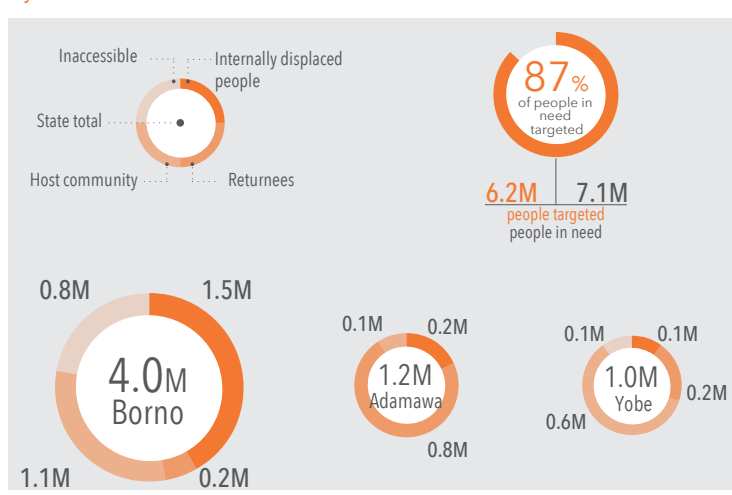 Inaccessible
Internally displaced
people
State total
Host community
Returnees
87%
of people in
need
targeted
6.2M
7.1M
people targeted
people in need
0.8M
1.5M
4.0M
Borno
1.1M
0.2M
0.1M
0.2M
1.2M
Adamawa
0.8M
0.1M
0.1M
1.0M
Yobe
0.2M
0.6M